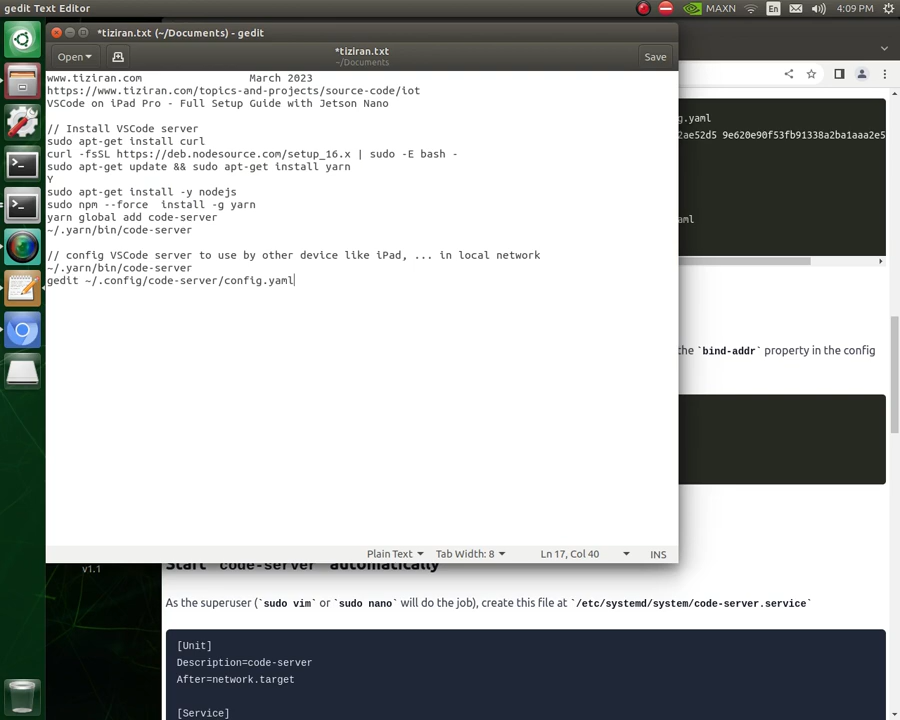 gedit Text Editor
MAXN
En
4:09 PM
*tiziran.txt (~/Documents) - gedit
Open
*tiziran.txt
~/Documents
Save
www.tiziran.com March 2023
https://www.tiziran.com/topics-and-projects/source-code/iot
VSCode on iPad Pro - Full Setup Guide with Jetson Nano
// Install VSCode server
sudo apt-get install curl
curl -fsSL https://deb.nodesource.com/setup_16.x | sudo -E bash -
sudo apt-get update && sudo apt-get install yarn
Y
sudo apt-get install -y nodejs
sudo npm --force  install -g yarn
yarn global add code-server
~/.yarn/bin/code-server
// config VSCode server to use by other device like iPad, ... in local network
~/.yarn/bin/code-server
gedit ~/.config/code-server/config.yaml
Plain Text
Tab Width: 8
Ln 17, Col 40
INS
g.yaml
2ae52d5 9e620e90f53fb91338a2ba1aaa2e5
aml
the `bind-addr` property in the config
v1.1
Start `code-server` automatically
As the superuser (`sudo vim` or `sudo nano` will do the job), create this file at `/etc/systemd/system/code-server.service`
[Unit]
Description=code-server
After=network.target
[Service]